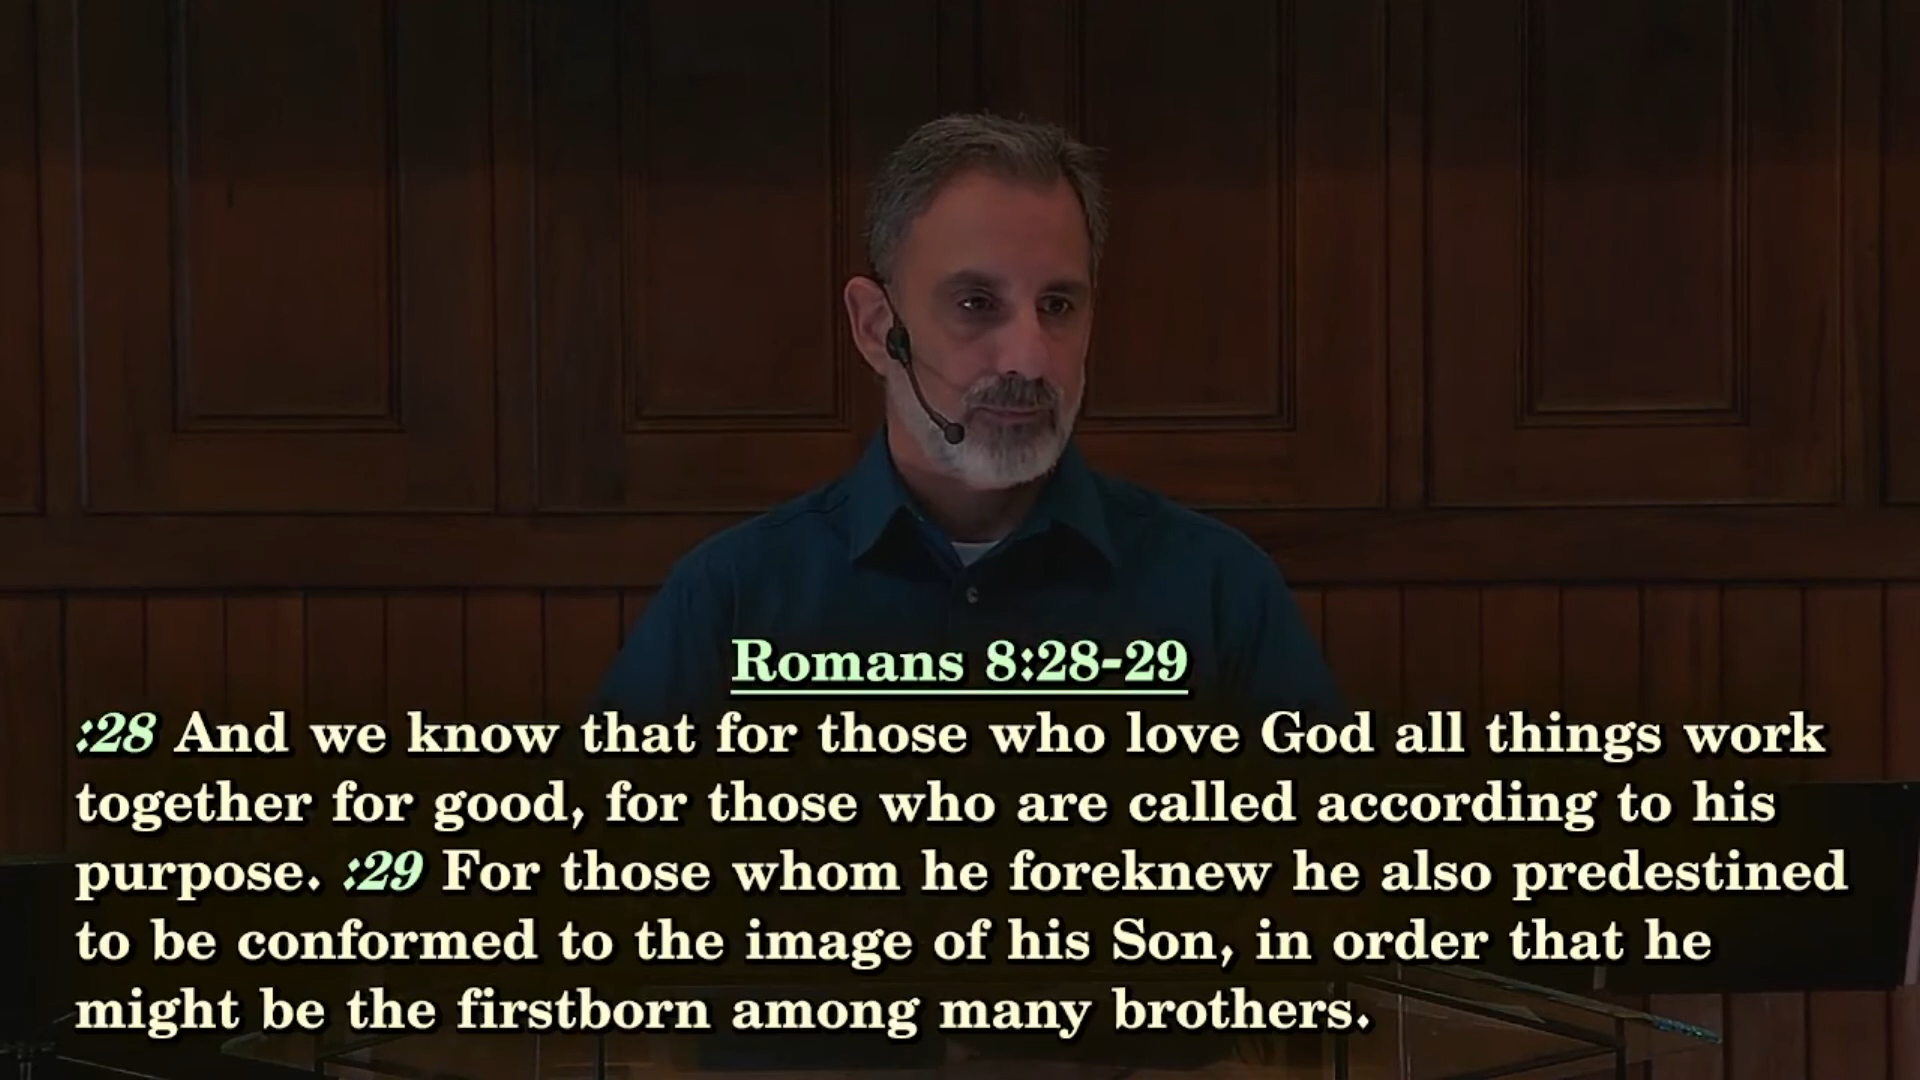 Romans 8:28-29
:28 And we know that for those who love God all things work
together for good, for those who are called according to his
purpose. :29 For those whom he foreknew he also predestined
to be conformed to the image of his Son, in order that he
might be the firstborn among many brothers.